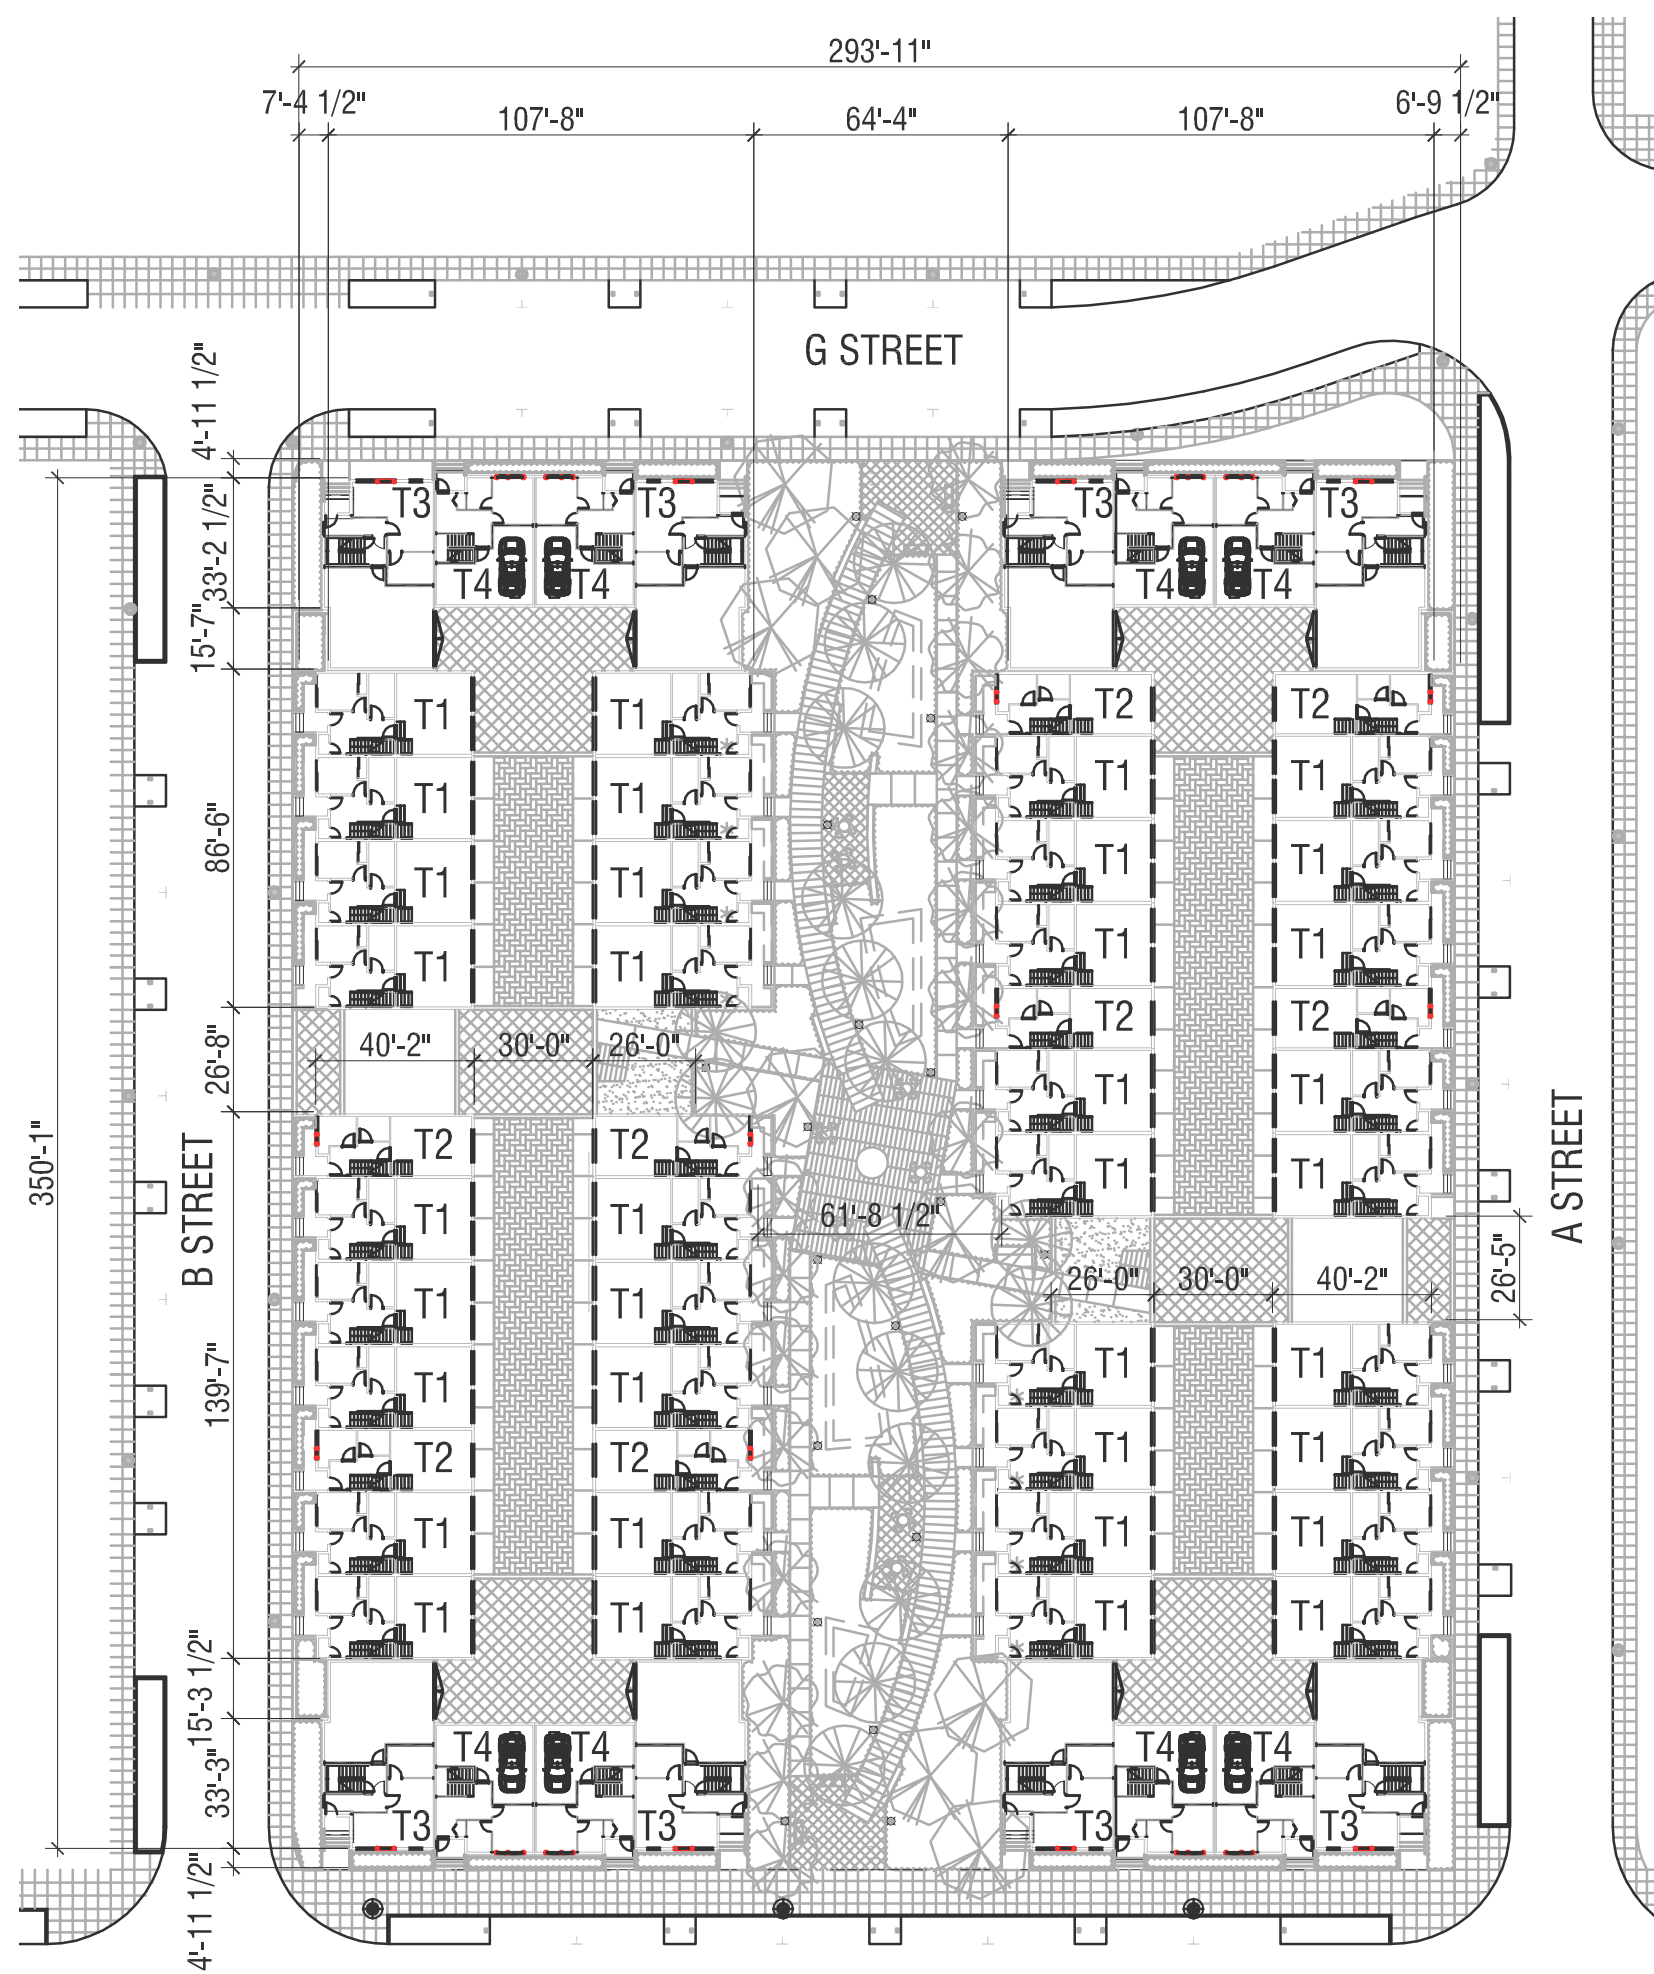 293'-11"
7'-4 1/2"
107'-8"
64'-4"
107'-8"
6'-9 1/2"
G STREET
4'-11 1/2"
33'-2 1/2"
15'-7"
86'-6"
26'-8"
350'-1"
B STREET
139'-7"
15'-3 1/2"
33'-3"
4'-11 1/2"
T3 T3 T3 T3
T4 T4 T4 T4
T1 T1 T2 T2
T1 T1 T1 T1
T1 T1 T1 T1
T1 T1 T1 T1
T2 T2
40'-2" 30'-0" 26'-0"
T1 T1
T2 T2 T1 T1
T1 T1
61'-8 1/2"
26'-0" 30'-0" 40'-2"
26'-5"
A STREET
T1 T1
T1 T1 T1 T1
T2 T2 T1 T1
T1 T1 T1 T1
T1 T1 T1 T1
T4 T4 T4 T4
T3 T3 T3 T3